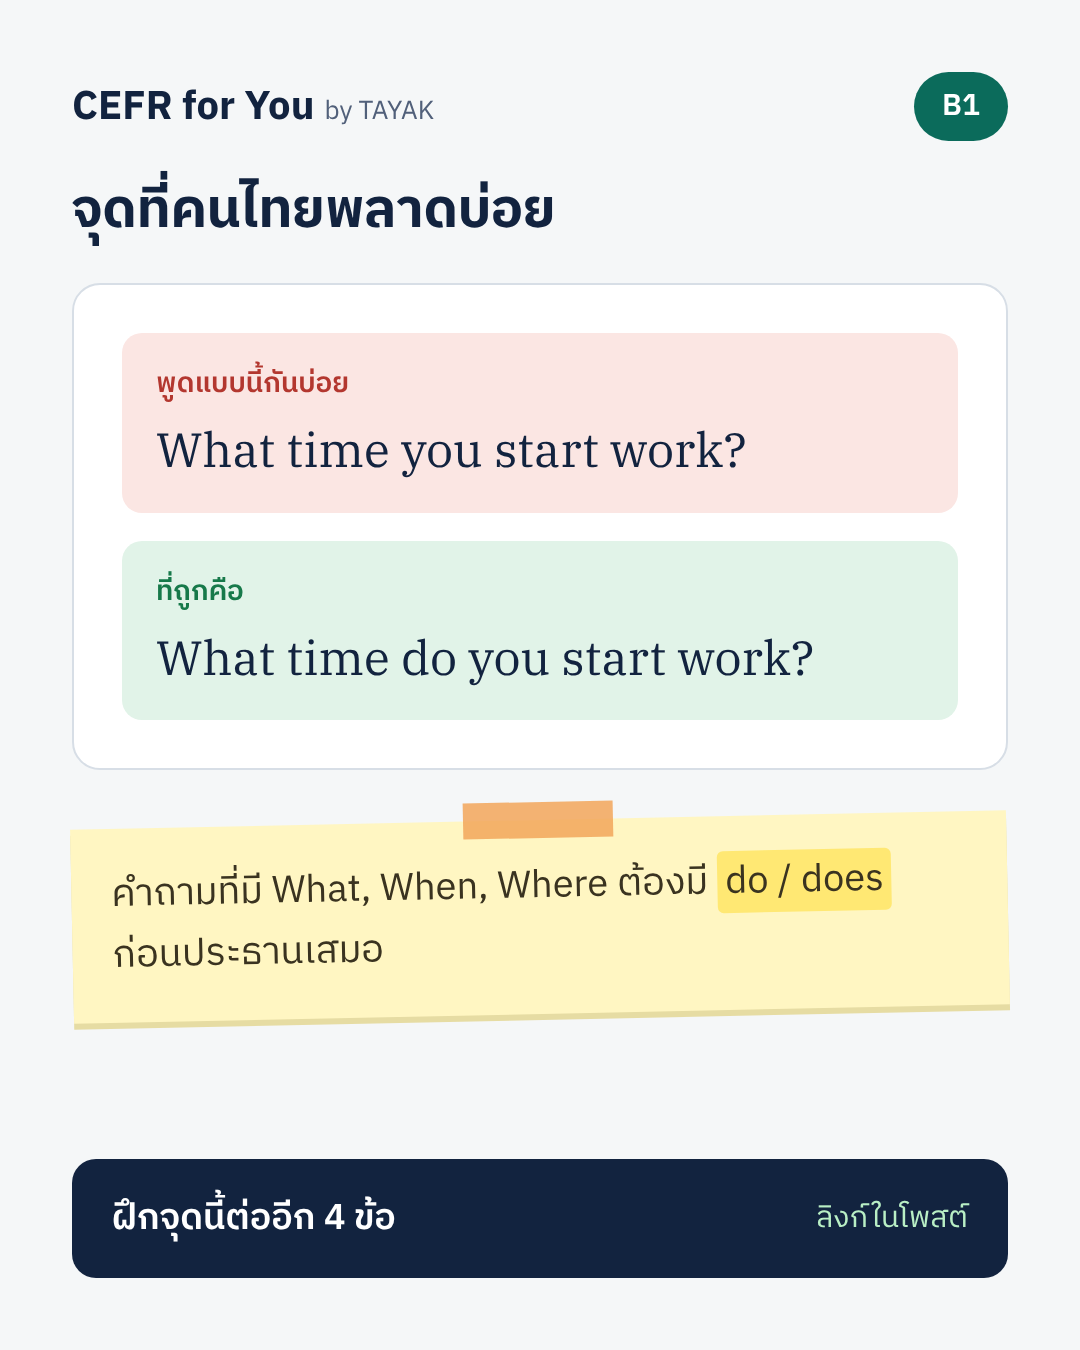 CEFR for You by TAYAK
B1
จุดที่คนไทยพลาดบ่อย
พูดแบบนี้กันบ่อย
What time you start work?
ที่ถูกคือ
What time do you start work?
คำถามที่มี What, When, Where ต้องมี do / does
ก่อนประธานเสมอ
ฝึกจุดนี้ต่ออีก 4 ข้อ
ลิงก์ในโพสต์